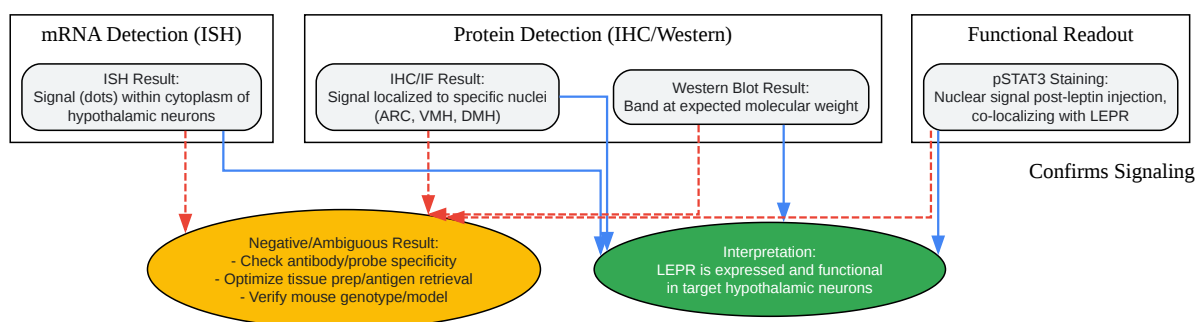 mRNA Detection (ISH)
ISH Result:
Signal (dots) within cytoplasm of
hypothalamic neurons
Protein Detection (IHC/Western)
IHC/IF Result:
Signal localized to specific nuclei
(ARC, VMH, DMH)
Western Blot Result:
Band at expected molecular weight
Functional Readout
pSTAT3 Staining:
Nuclear signal post-leptin injection,
co-localizing with LEPR
Confirms Signaling
Negative/Ambiguous Result:
- Check antibody/probe specificity
- Optimize tissue prep/antigen retrieval
- Verify mouse genotype/model
Interpretation:
LEPR is expressed and functional
in target hypothalamic neurons